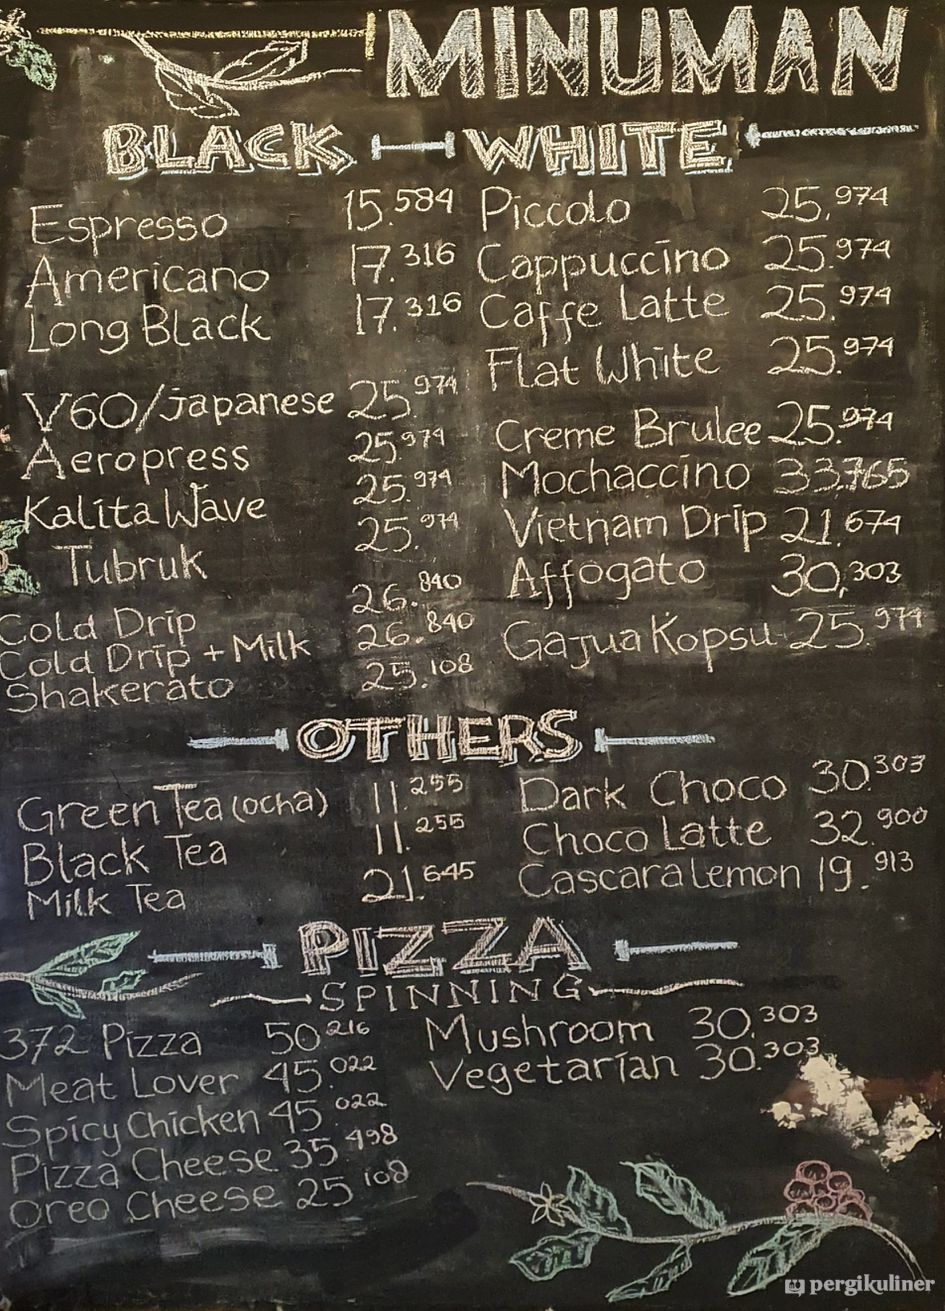 MINUMAN
BLACK
Espresso 15.584
Americano 17.316
Long Black 17.316
V60/Japanese 25.974
Aeropress 25.974
Kalita Wave 25.974
Tubruk 25.974
Cold Drip 26.840
Cold Drip + Milk 26.840
Shakerato 25.108
WHITE
Piccolo 25.974
Cappuccino 25.974
Caffe Latte 25.974
Flat White 25.974
Creme Brulee 25.974
Mochaccino 33.765
Vietnam Drip 21.674
Affogato 30,303
Gajua Kopsu 25.974
OTHERS
Green Tea (ocha) 11.255
Black Tea 11.255
Milk Tea 21.645
Dark Choco 30.303
Choco Latte 32.900
Cascara Lemon 19.913
PIZZA
SPINNING
372 Pizza 50.216
Meat Lover 45.022
Spicy Chicken 45.022
Pizza Cheese 35.498
Oreo Cheese 25.108
Mushroom 30.303
Vegetarian 30.303
pergikuliner